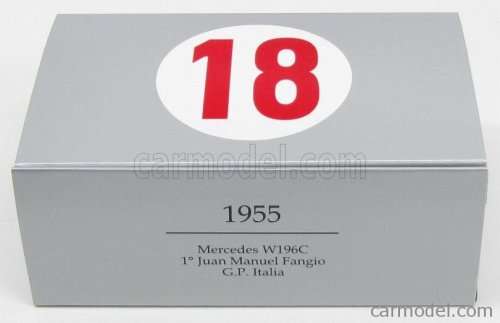 18
carmodel.com
1955
Mercedes W196C
1° Juan Manuel Fangio
G.P. Italia
carmodel.com